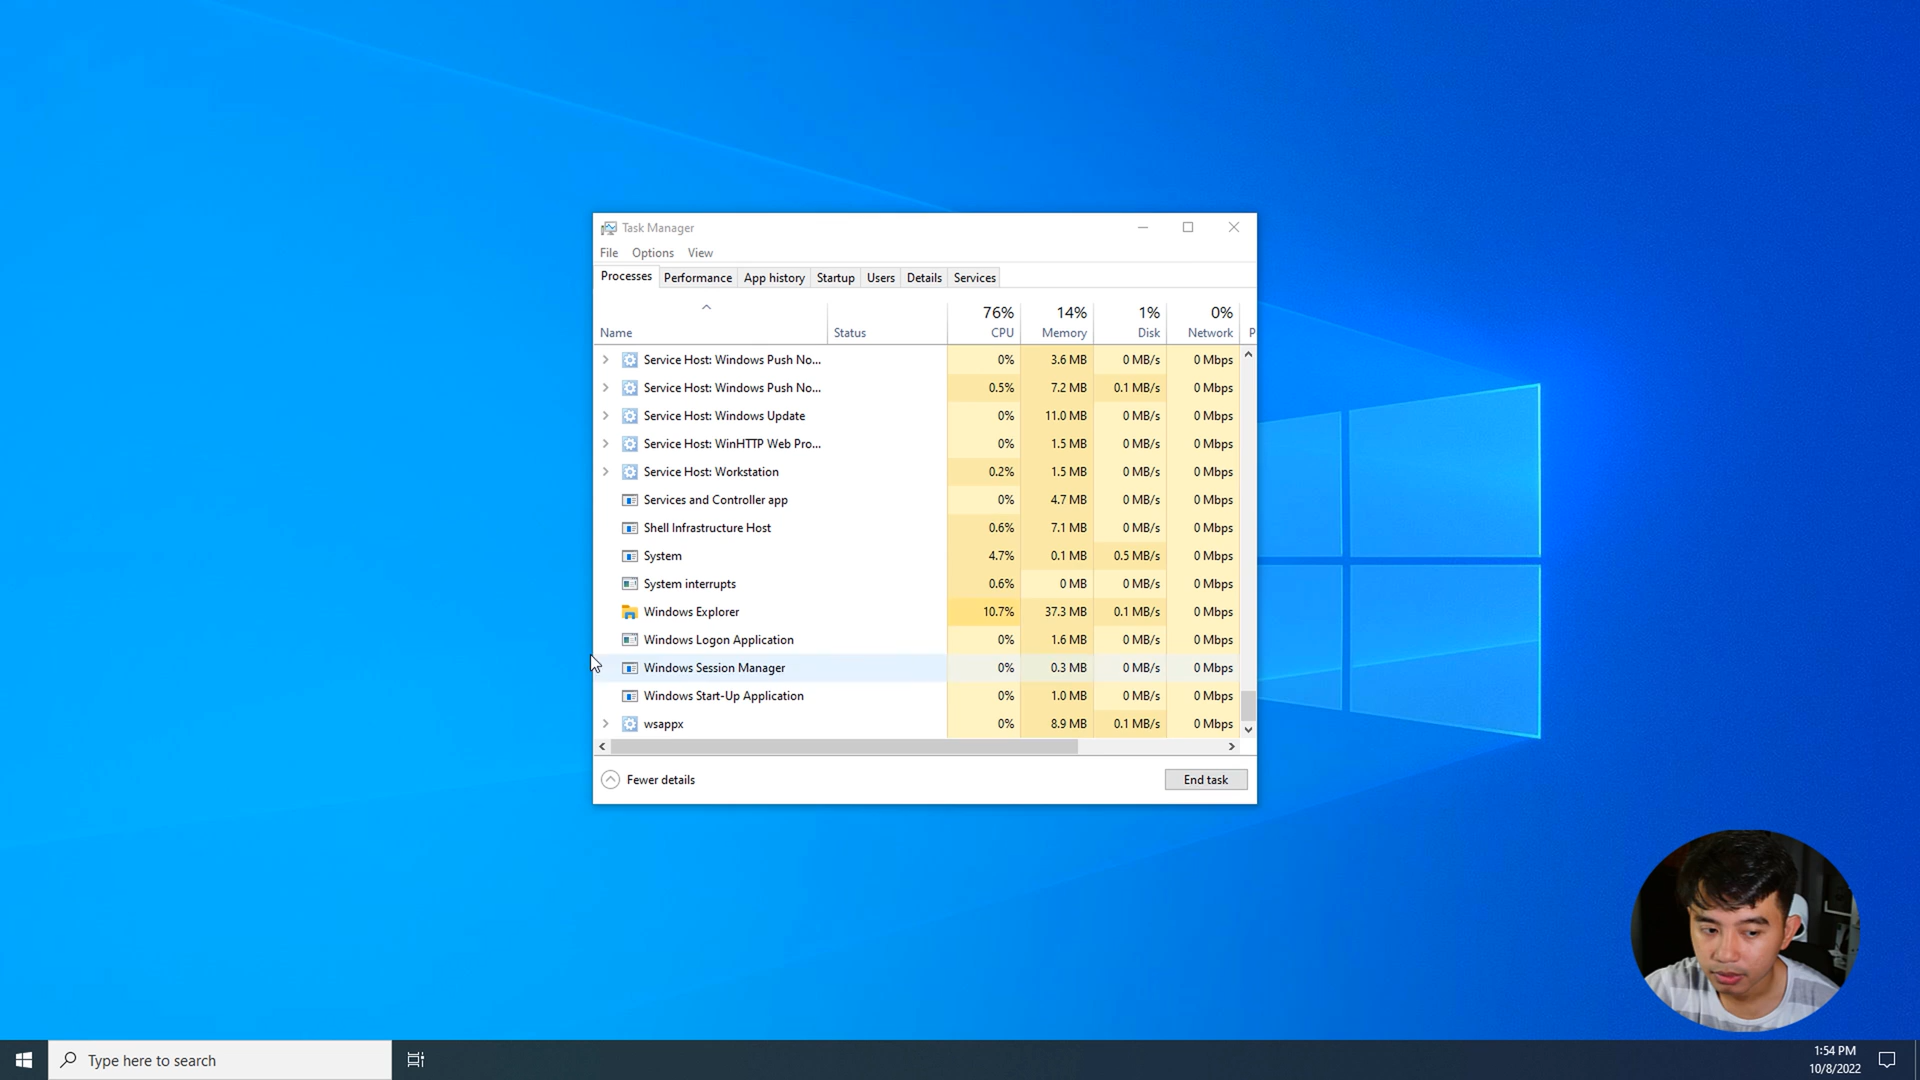 Task Manager
File Options View
Processes Performance App history Startup Users Details Services
76% 14% 1% 0%
Name Status CPU Memory Disk Network P
Service Host: Windows Push No... 0% 3.6 MB 0 MB/s 0 Mbps
Service Host: Windows Push No... 0.5% 7.2 MB 0.1 MB/s 0 Mbps
Service Host: Windows Update 0% 11.0 MB 0 MB/s 0 Mbps
Service Host: WinHTTP Web Pro... 0% 1.5 MB 0 MB/s 0 Mbps
Service Host: Workstation 0.2% 1.5 MB 0 MB/s 0 Mbps
Services and Controller app 0% 4.7 MB 0 MB/s 0 Mbps
Shell Infrastructure Host 0.6% 7.1 MB 0 MB/s 0 Mbps
System 4.7% 0.1 MB 0.5 MB/s 0 Mbps
System interrupts 0.6% 0 MB 0 MB/s 0 Mbps
Windows Explorer 10.7% 37.3 MB 0.1 MB/s 0 Mbps
Windows Logon Application 0% 1.6 MB 0 MB/s 0 Mbps
Windows Session Manager 0% 0.3 MB 0 MB/s 0 Mbps
Windows Start-Up Application 0% 1.0 MB 0 MB/s 0 Mbps
wsappx 0% 8.9 MB 0.1 MB/s 0 Mbps
Fewer details End task
Type here to search
1:54 PM
10/8/2022